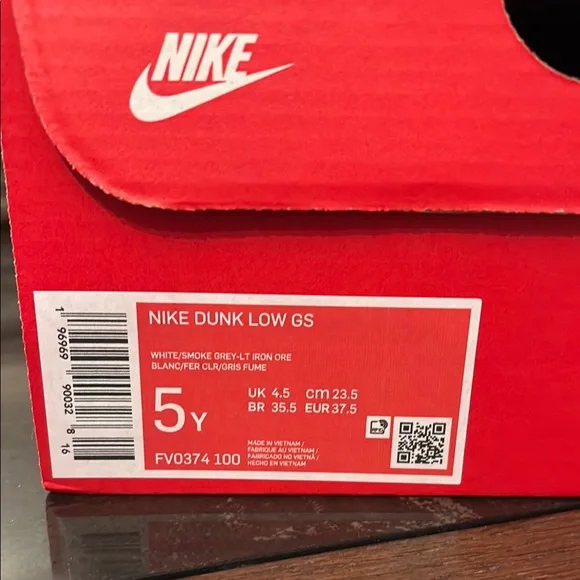 NIKE
NIKE DUNK LOW GS
WHITE/SMOKE GREY-LT IRON ORE
BLANC/FER CLR/GRIS FUME
5Y
UK 4.5 cm 23.5
BR 35.5 EUR 37.5
FV0374 100
MADE IN VIETNAM /
FABRIQUE AU VIETNAM /
FABRICADO NO VIETNÃ /
HECHO EN VIETNAM
1 96969 90032 8 16